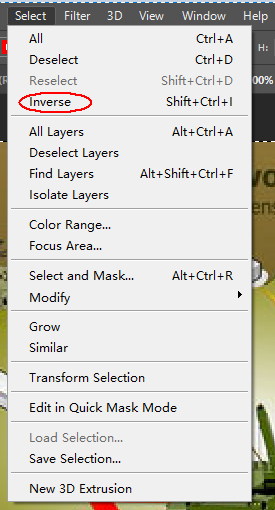 Select Filter 3D View Window Help
H:
All Ctrl+A
Deselect Ctrl+D
Reselect Shift+Ctrl+D
100%
Inverse Shift+Ctrl+I
All Layers Alt+Ctrl+A
Deselect Layers
Find Layers Alt+Shift+Ctrl+F
Isolate Layers
Color Range...
Focus Area...
Select and Mask... Alt+Ctrl+R
Modify
Grow
Similar
Transform Selection
Edit in Quick Mask Mode
Load Selection...
Save Selection...
New 3D Extrusion